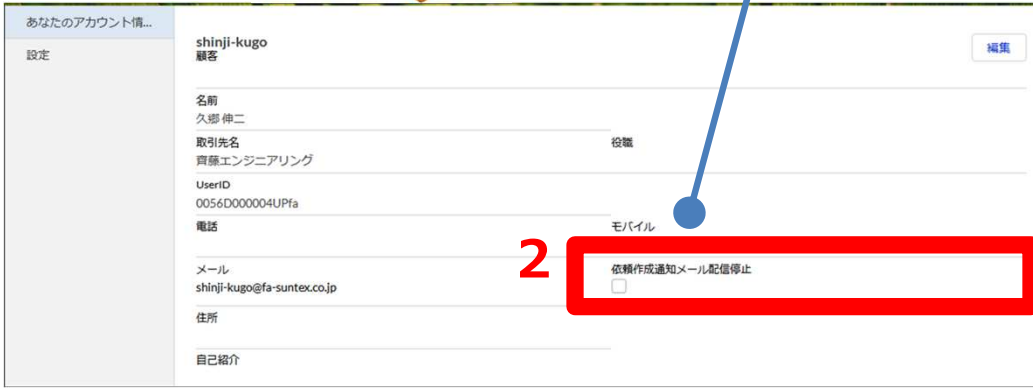 あなたのアカウント情...
設定
shinji-kugo
顧客
編集
名前
久郷 伸二
取引先名
役職
齊藤エンジニアリング
UserID
0056D000004UPfa
電話
モバイル
2
メール
依頼作成通知メール配信停止
shinji-kugo@fa-suntex.co.jp
住所
自己紹介